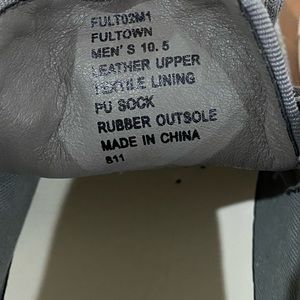 FULT02M1
FULTOWN
MEN'S 10.5
LEATHER UPPER
TEXTILE LINING
PU SOCK
RUBBER OUTSOLE
MADE IN CHINA
811